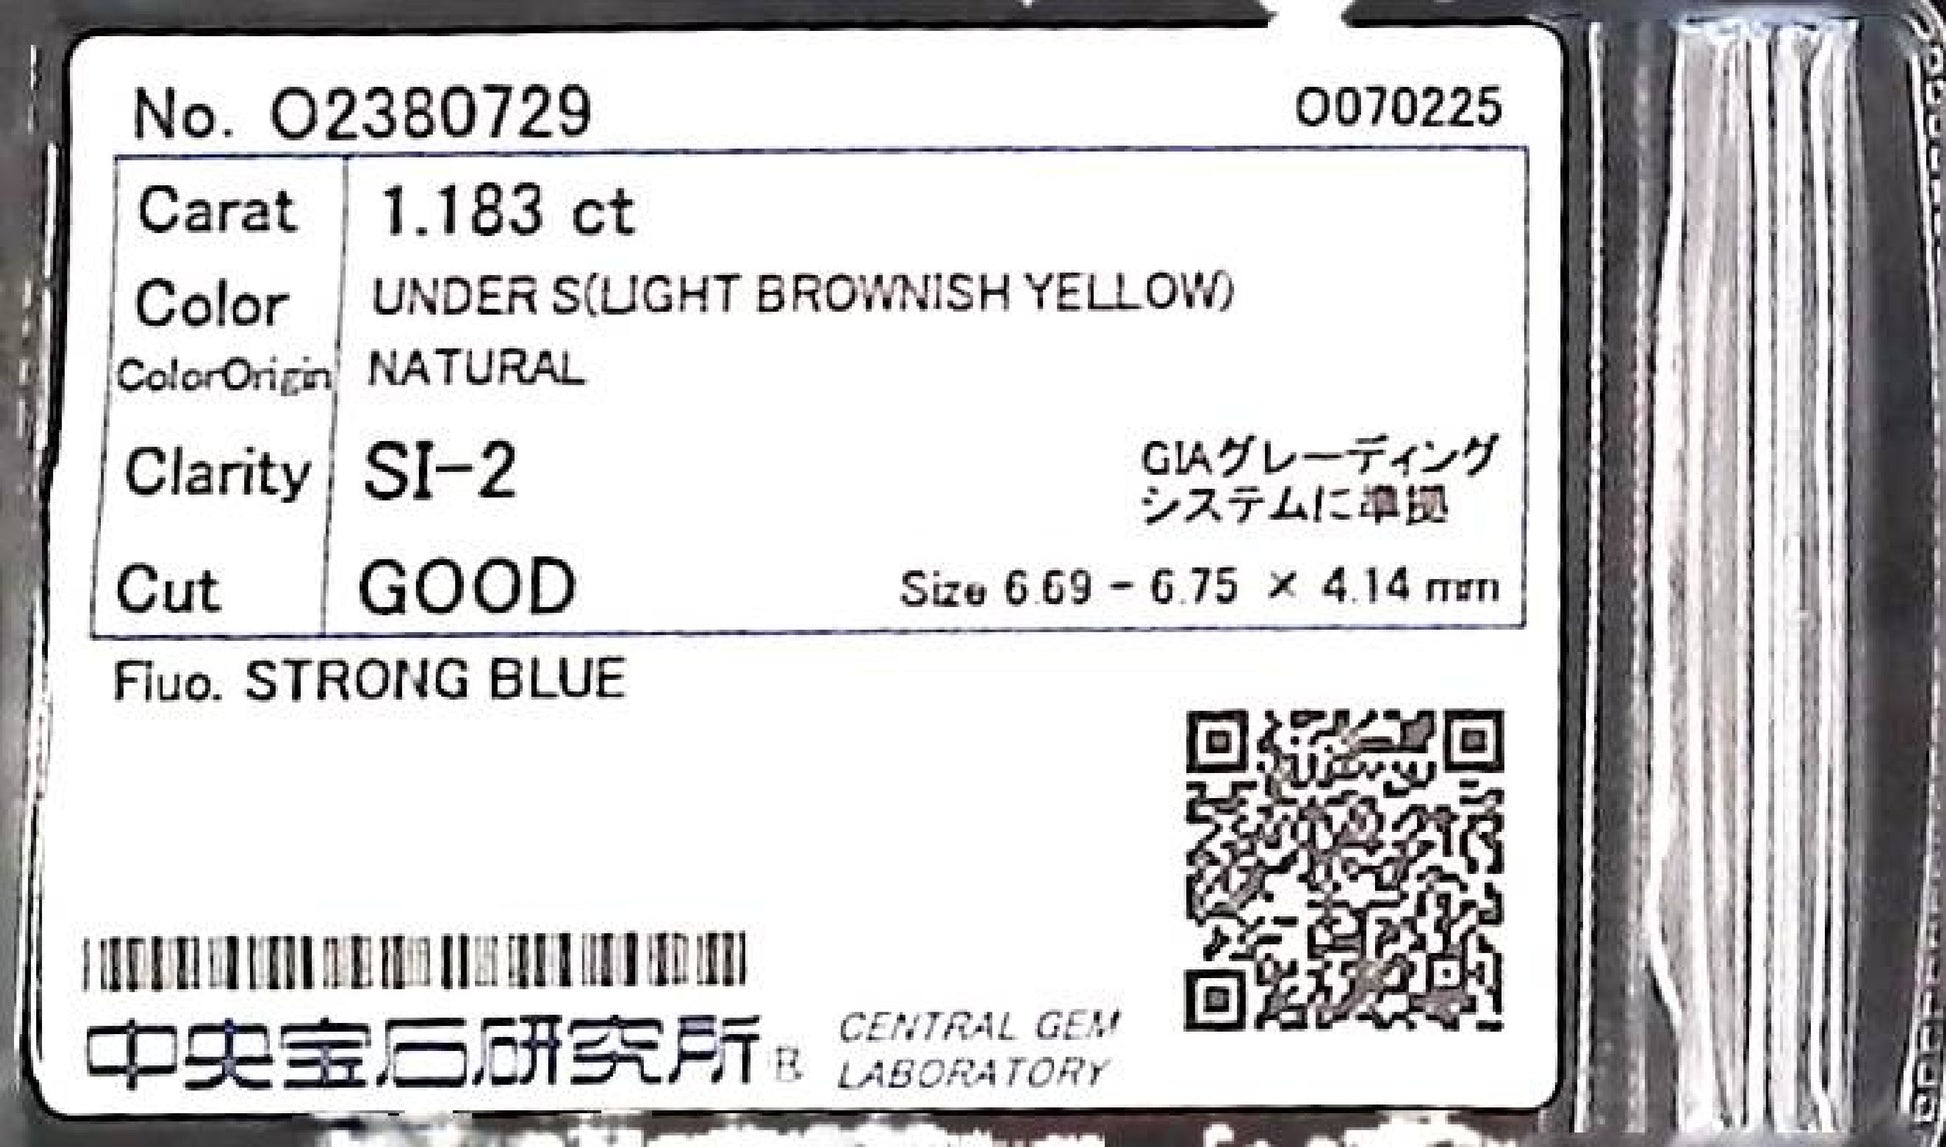 No. O2380729
O070225
Carat 1.183 ct
Color UNDER S(LIGHT BROWNISH YELLOW)
ColorOrigin NATURAL
Clarity SI-2
GIAグレーディング
システムに準拠
Cut GOOD
Size 6.69 - 6.75 × 4.14 mm
Fluo. STRONG BLUE
中央宝石研究所 B
CENTRAL GEM
LABORATORY